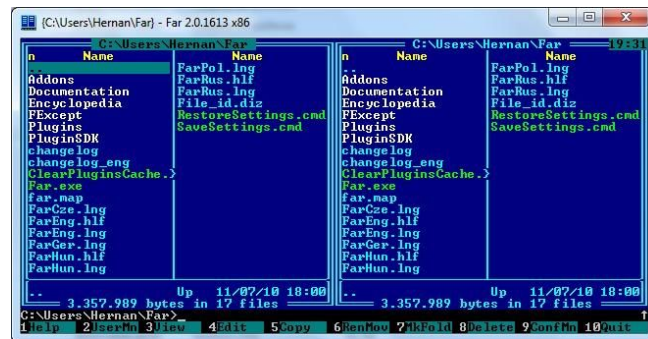 {C:\Users\Hernan\Far} - Far 2.0.1613 x86
C:\Users\Hernan\Far
n Name Name
..
FarPol.lng
Addons FarRus.hlf
Documentation FarRus.lng
Encyclopedia File_id.diz
FExcept RestoreSettings.cmd
Plugins SaveSettings.cmd
PluginSDK
changelog
changelog_eng
ClearPluginsCache.}
Far.exe
far.map
FarCze.lng
FarEng.hlf
FarEng.lng
FarGer.lng
FarHun.hlf
FarHun.lng
.. Up 11/07/10 18:00
3.357.989 bytes in 17 files
C:\Users\Hernan\Far 19:31
n Name Name
..
FarPol.lng
Addons FarRus.hlf
Documentation FarRus.lng
Encyclopedia File_id.diz
FExcept RestoreSettings.cmd
Plugins SaveSettings.cmd
PluginSDK
changelog
changelog_eng
ClearPluginsCache.}
Far.exe
far.map
FarCze.lng
FarEng.hlf
FarEng.lng
FarGer.lng
FarHun.hlf
FarHun.lng
.. Up 11/07/10 18:00
3.357.989 bytes in 17 files
C:\Users\Hernan\Far>_
1Help 2UserMn 3View 4Edit 5Copy 6RenMov 7MkFold 8Delete 9ConfMn 10Quit